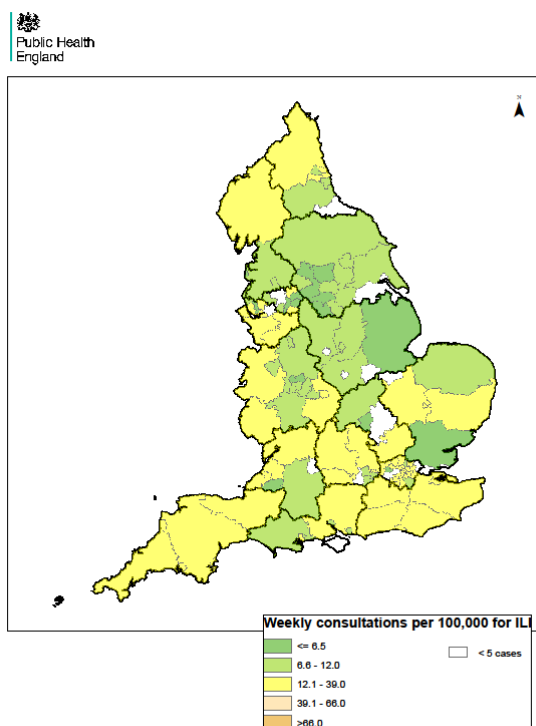 Public Health
England
N
Weekly consultations per 100,000 for ILI
<= 6.5
6.6 - 12.0
12.1 - 39.0
39.1 - 66.0
>66.0
< 5 cases